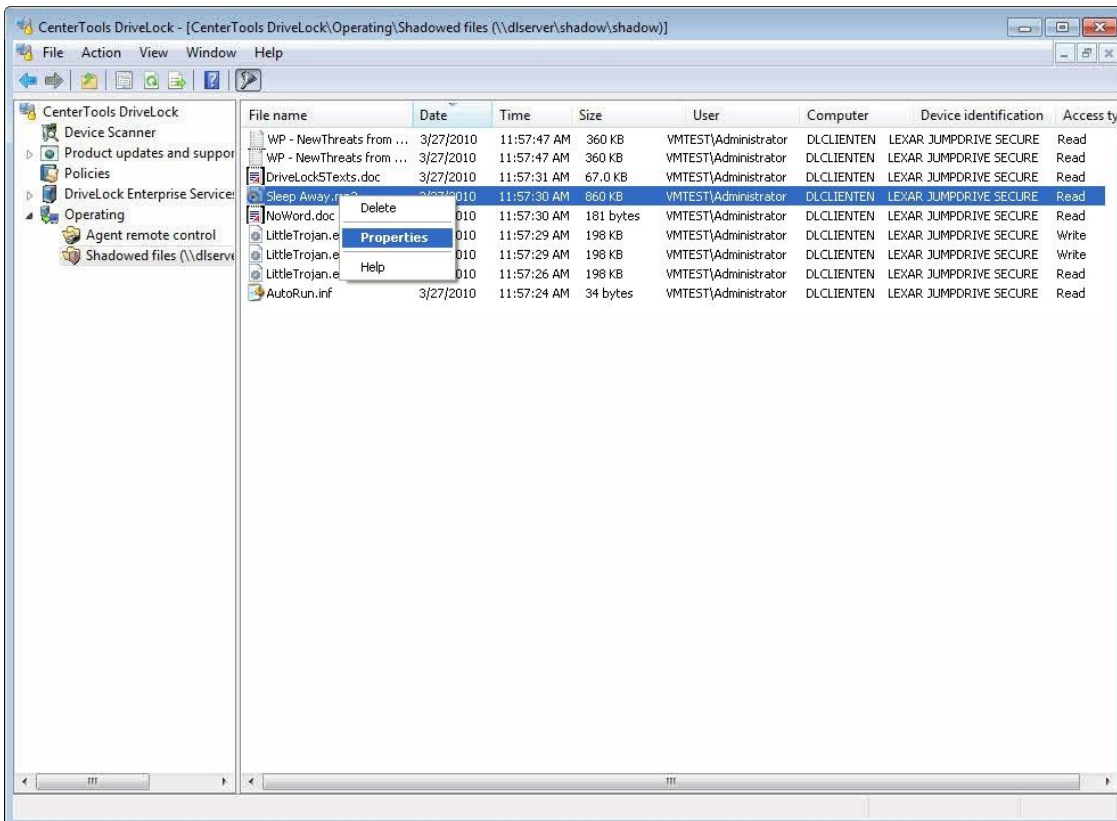 CenterTools DriveLock - [CenterTools DriveLock\Operating\Shadowed files (\\dlserver\shadow\shadow)]
File Action View Window Help
CenterTools DriveLock
Device Scanner
Product updates and suppor
Policies
DriveLock Enterprise Service
Operating
Agent remote control
Shadowed files (\\dlserve
File name Date Time Size User Computer Device identification Access ty
WP - NewThreats from ... 3/27/2010 11:57:47 AM 360 KB VMTEST\Administrator DLCLIENTEN LEXAR JUMPDRIVE SECURE Read
WP - NewThreats from ... 3/27/2010 11:57:47 AM 360 KB VMTEST\Administrator DLCLIENTEN LEXAR JUMPDRIVE SECURE Read
DriveLock5Texts.doc 3/27/2010 11:57:31 AM 67.0 KB VMTEST\Administrator DLCLIENTEN LEXAR JUMPDRIVE SECURE Read
Sleep Away 010 11:57:30 AM 860 KB VMTEST\Administrator DLCLIENTEN LEXAR JUMPDRIVE SECURE Read
NoWord.doc 010 11:57:30 AM 181 bytes VMTEST\Administrator DLCLIENTEN LEXAR JUMPDRIVE SECURE Read
LittleTrojan.e 010 11:57:29 AM 198 KB VMTEST\Administrator DLCLIENTEN LEXAR JUMPDRIVE SECURE Write
LittleTrojan.e 010 11:57:29 AM 198 KB VMTEST\Administrator DLCLIENTEN LEXAR JUMPDRIVE SECURE Write
LittleTrojan.e 010 11:57:26 AM 198 KB VMTEST\Administrator DLCLIENTEN LEXAR JUMPDRIVE SECURE Read
AutoRun.inf 3/27/2010 11:57:24 AM 34 bytes VMTEST\Administrator DLCLIENTEN LEXAR JUMPDRIVE SECURE Read
Delete
Properties
Help